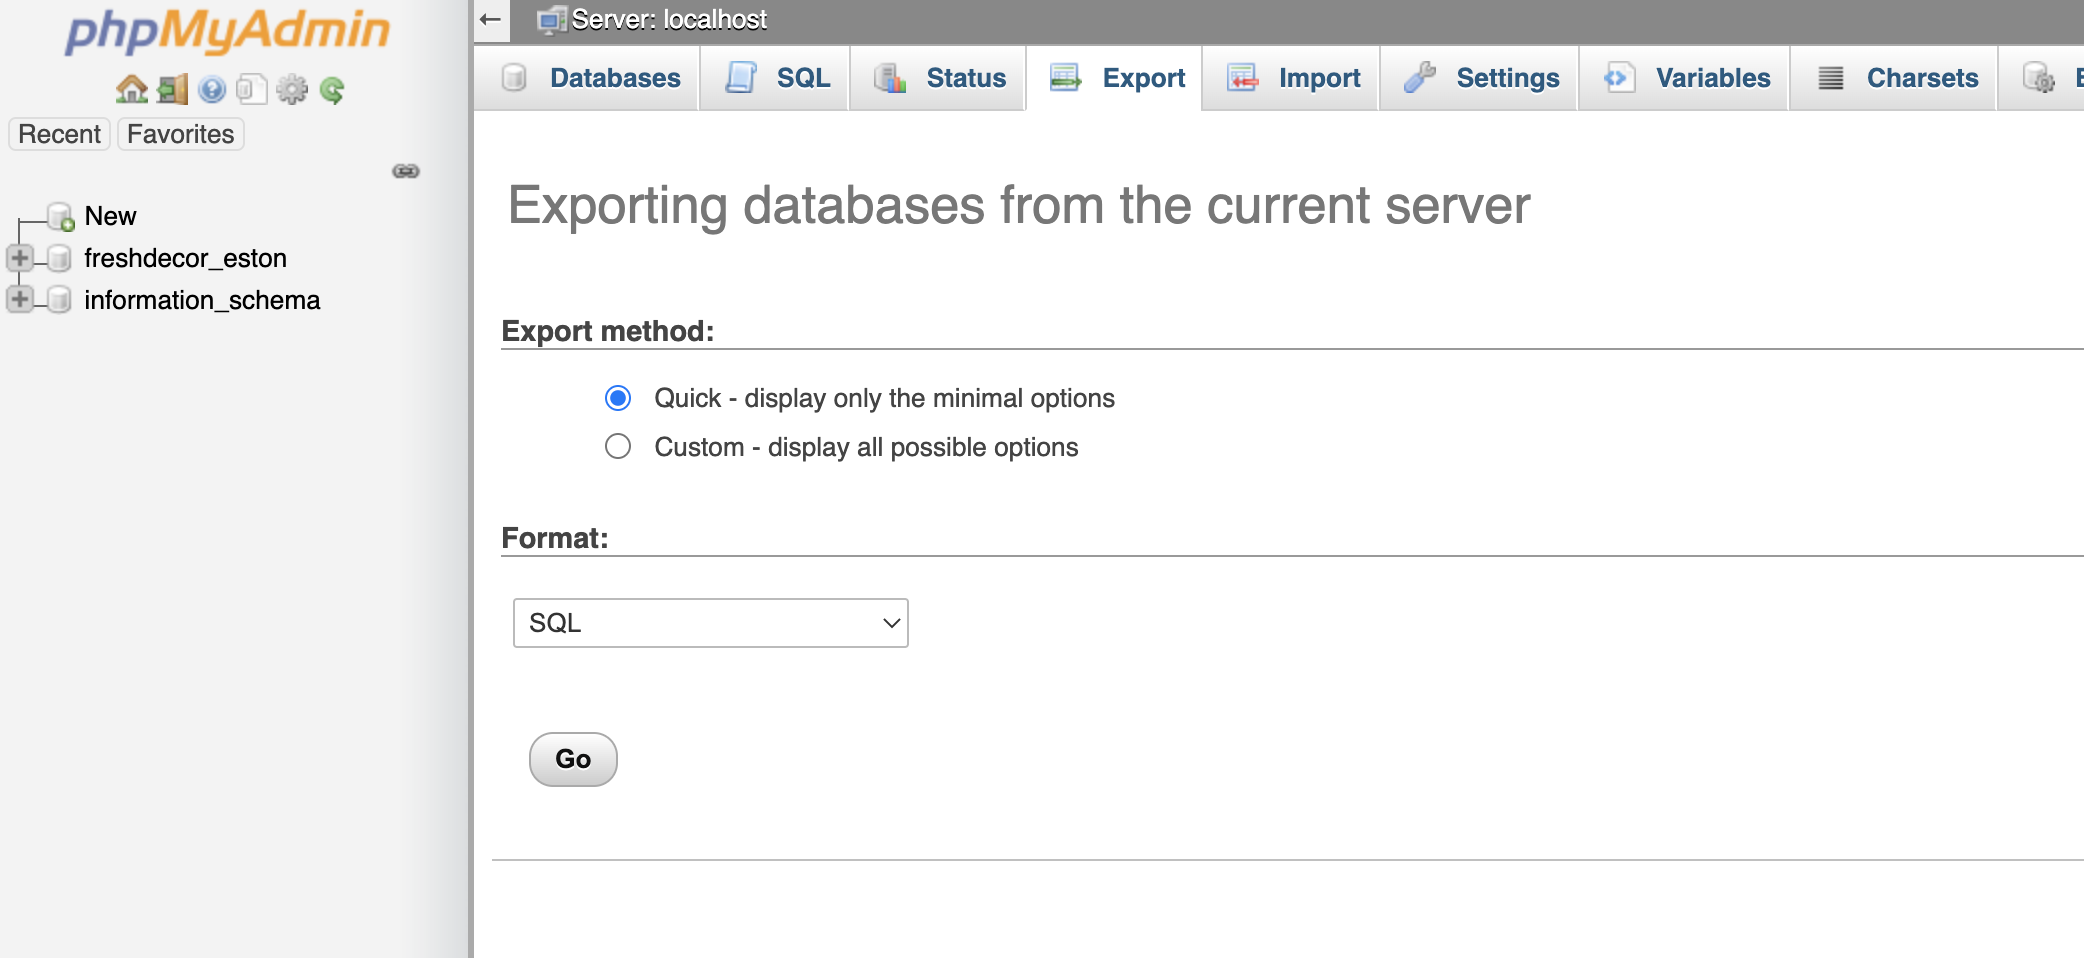 phpMyAdmin
Recent Favorites
New
freshdecor_eston
information_schema
Server: localhost
Databases SQL Status Export Import Settings Variables Charsets
Exporting databases from the current server
Export method:
Quick - display only the minimal options
Custom - display all possible options
Format:
SQL
Go